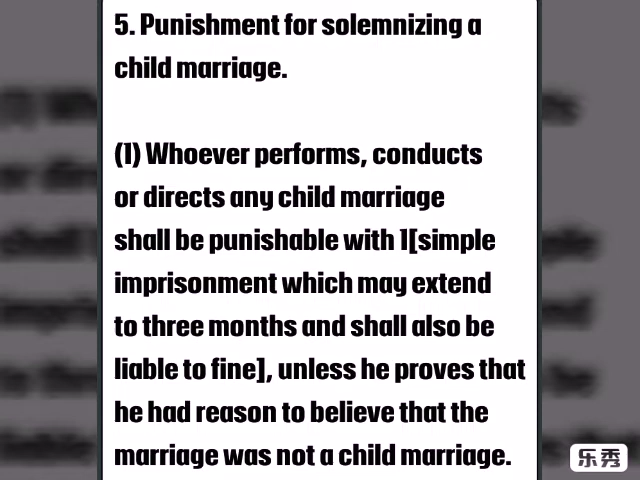 5. Punishment for solemnizing a
child marriage.
(1) Whoever performs, conducts
or directs any child marriage
shall be punishable with 1[simple
imprisonment which may extend
to three months and shall also be
liable to fine], unless he proves that
he had reason to believe that the
marriage was not a child marriage.
乐秀